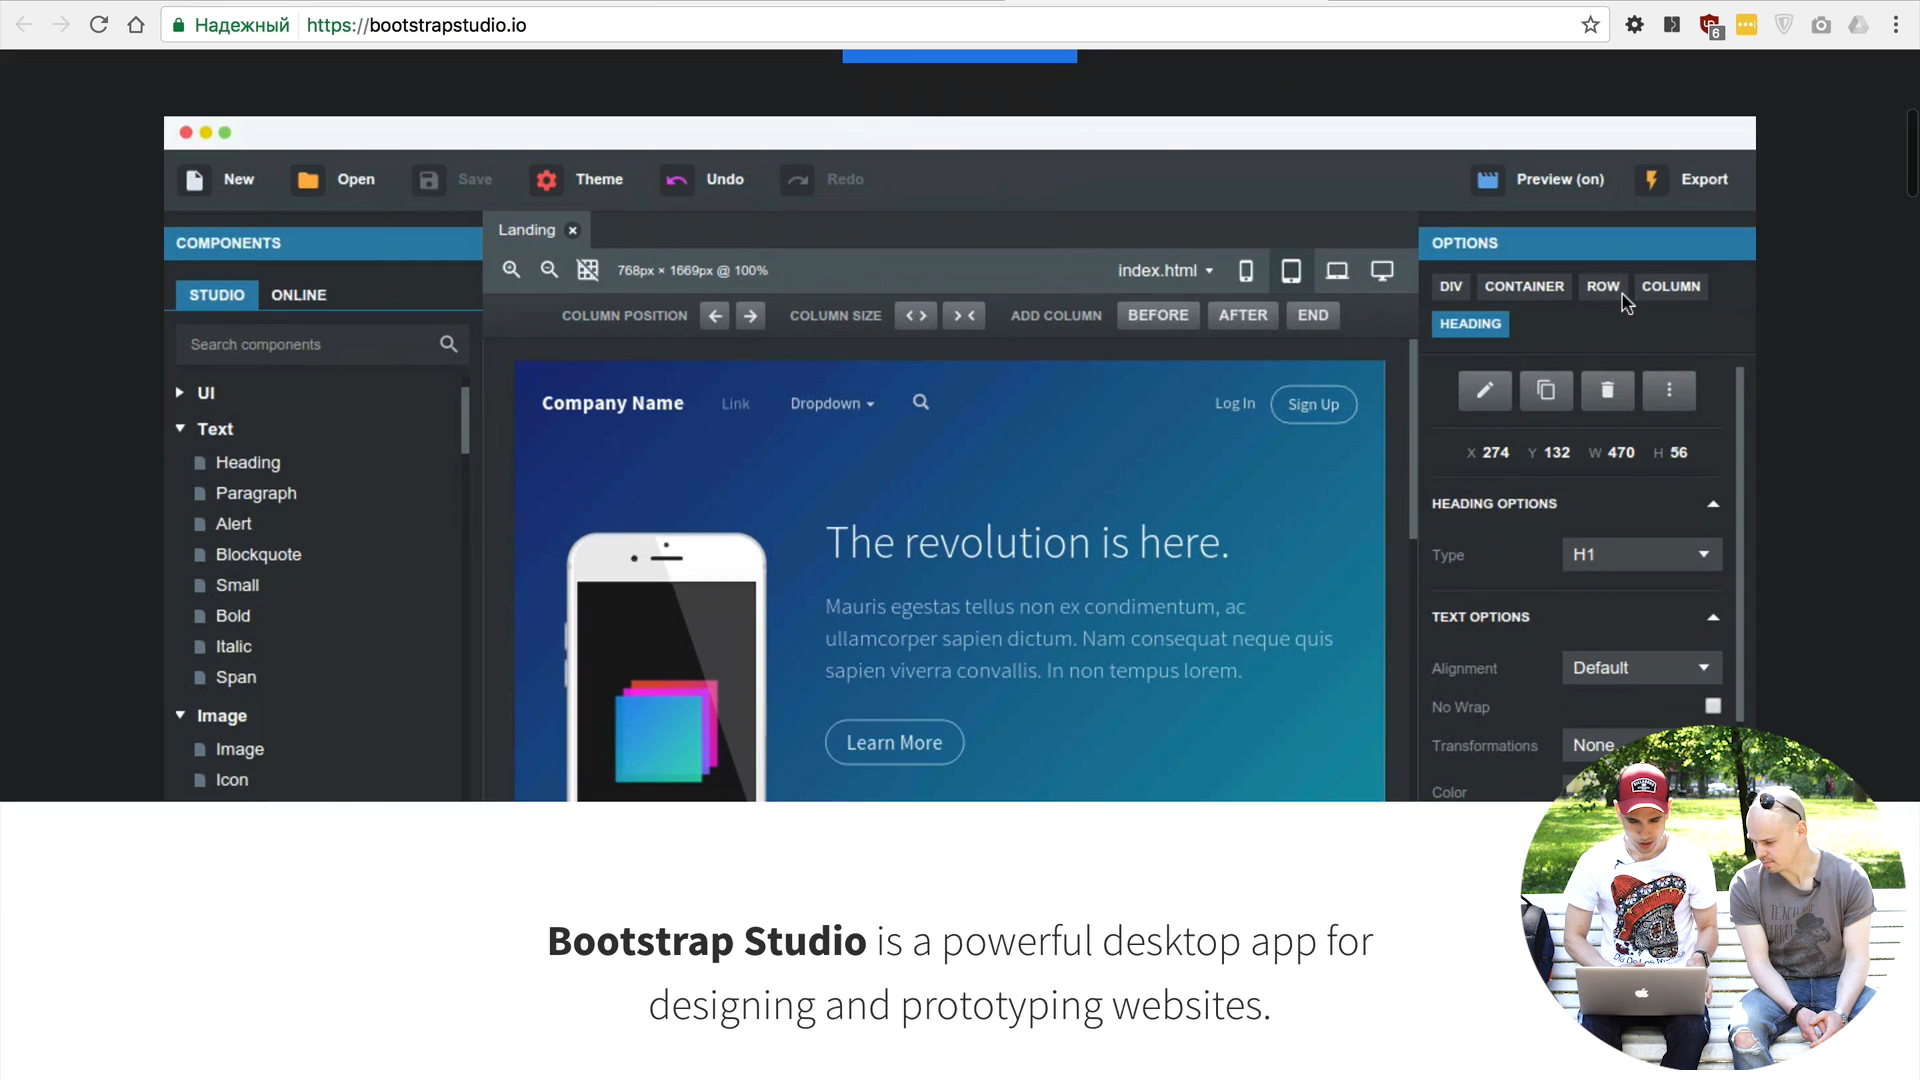 Надежный https://bootstrapstudio.io
6
New Open Save Theme Undo Redo Preview (on) Export
COMPONENTS
STUDIO ONLINE
Search components
UI
Text
Heading
Paragraph
Alert
Blockquote
Small
Bold
Italic
Span
Image
Image
Icon
Landing
768px × 1669px @ 100% index.html
COLUMN POSITION COLUMN SIZE ADD COLUMN BEFORE AFTER END
Company Name Link Dropdown Log In Sign Up
The revolution is here.
Mauris egestas tellus non ex condimentum, ac
ullamcorper sapien dictum. Nam consequat neque quis
sapien viverra convallis. In non tempus lorem.
Learn More
OPTIONS
DIV CONTAINER ROW COLUMN
HEADING
X 274 Y 132 W 470 H 56
HEADING OPTIONS
Type H1
TEXT OPTIONS
Alignment Default
No Wrap
Transformations None
Color
Bootstrap Studio is a powerful desktop app for
designing and prototyping websites.